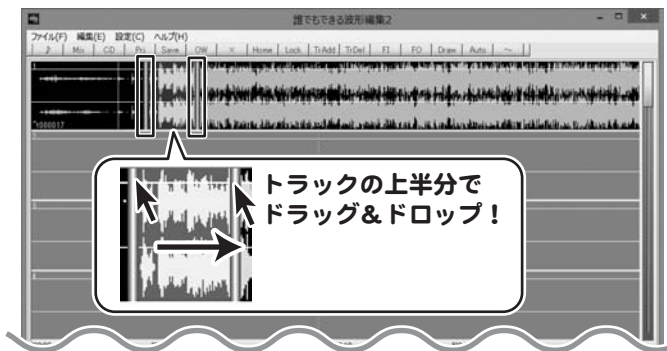 誰でもできる波形編集2
ファイル(F) 編集(E) 設定(C) ヘルプ(H)
♪ Mix CD Prj Save OW × Home Lock TrAdd TrDel FI FO Draw Auto ～
*000017
トラックの上半分で
ドラッグ&ドロップ！